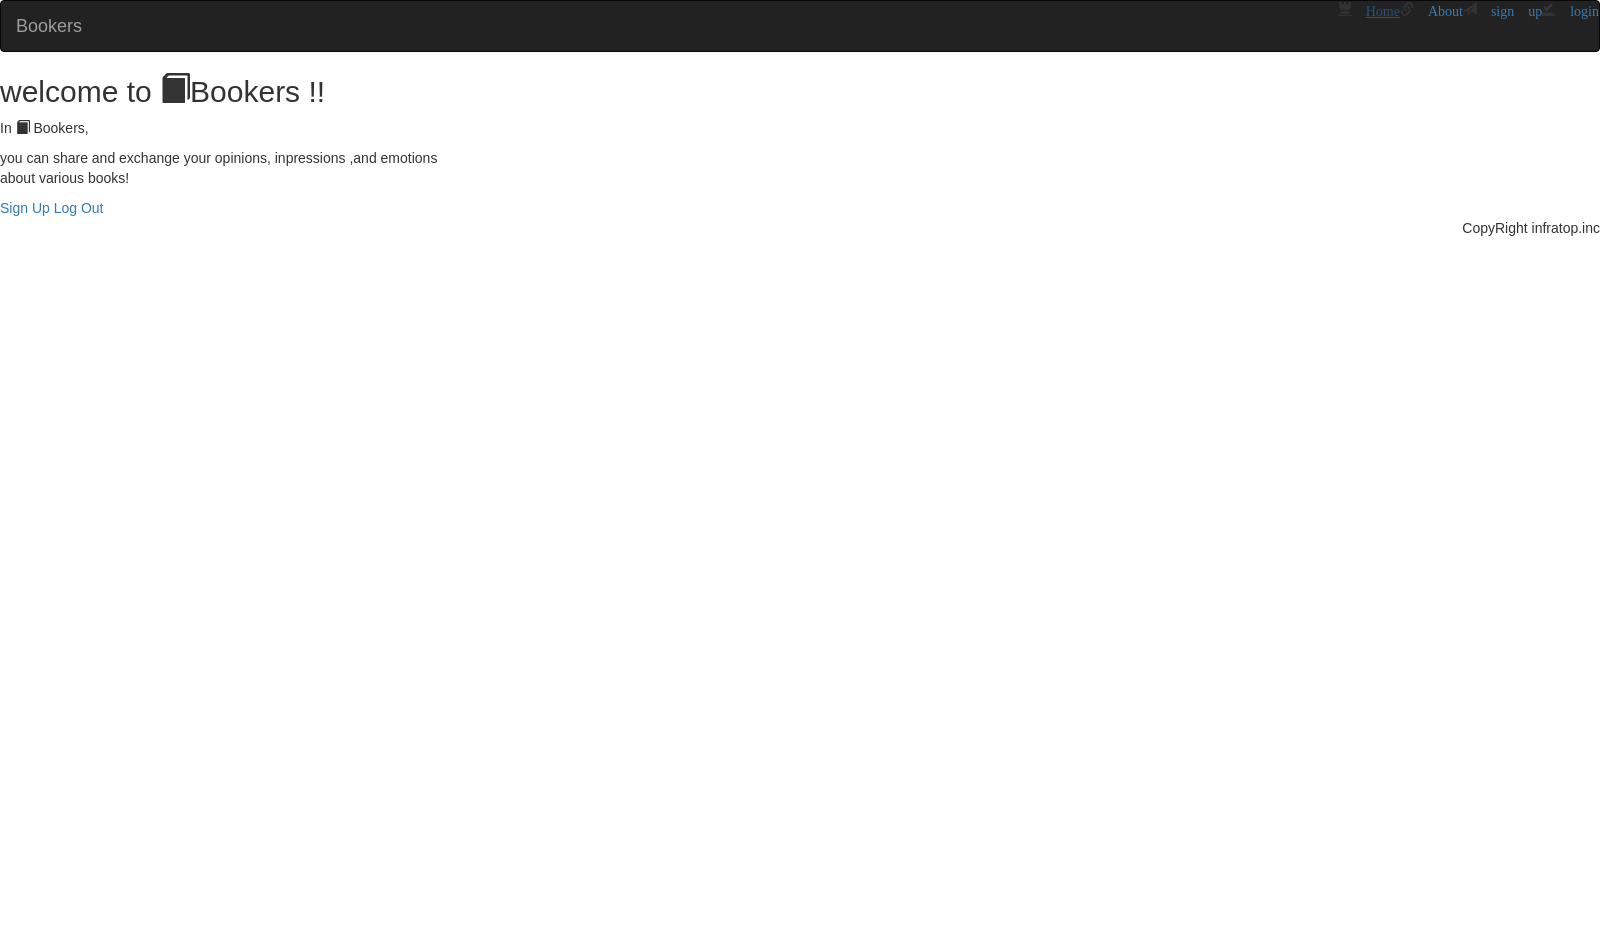 Bookers Home About sign up login
welcome to Bookers !!
In Bookers,
you can share and exchange your opinions, inpressions ,and emotions
about various books!
Sign Up Log Out
CopyRight infratop.inc